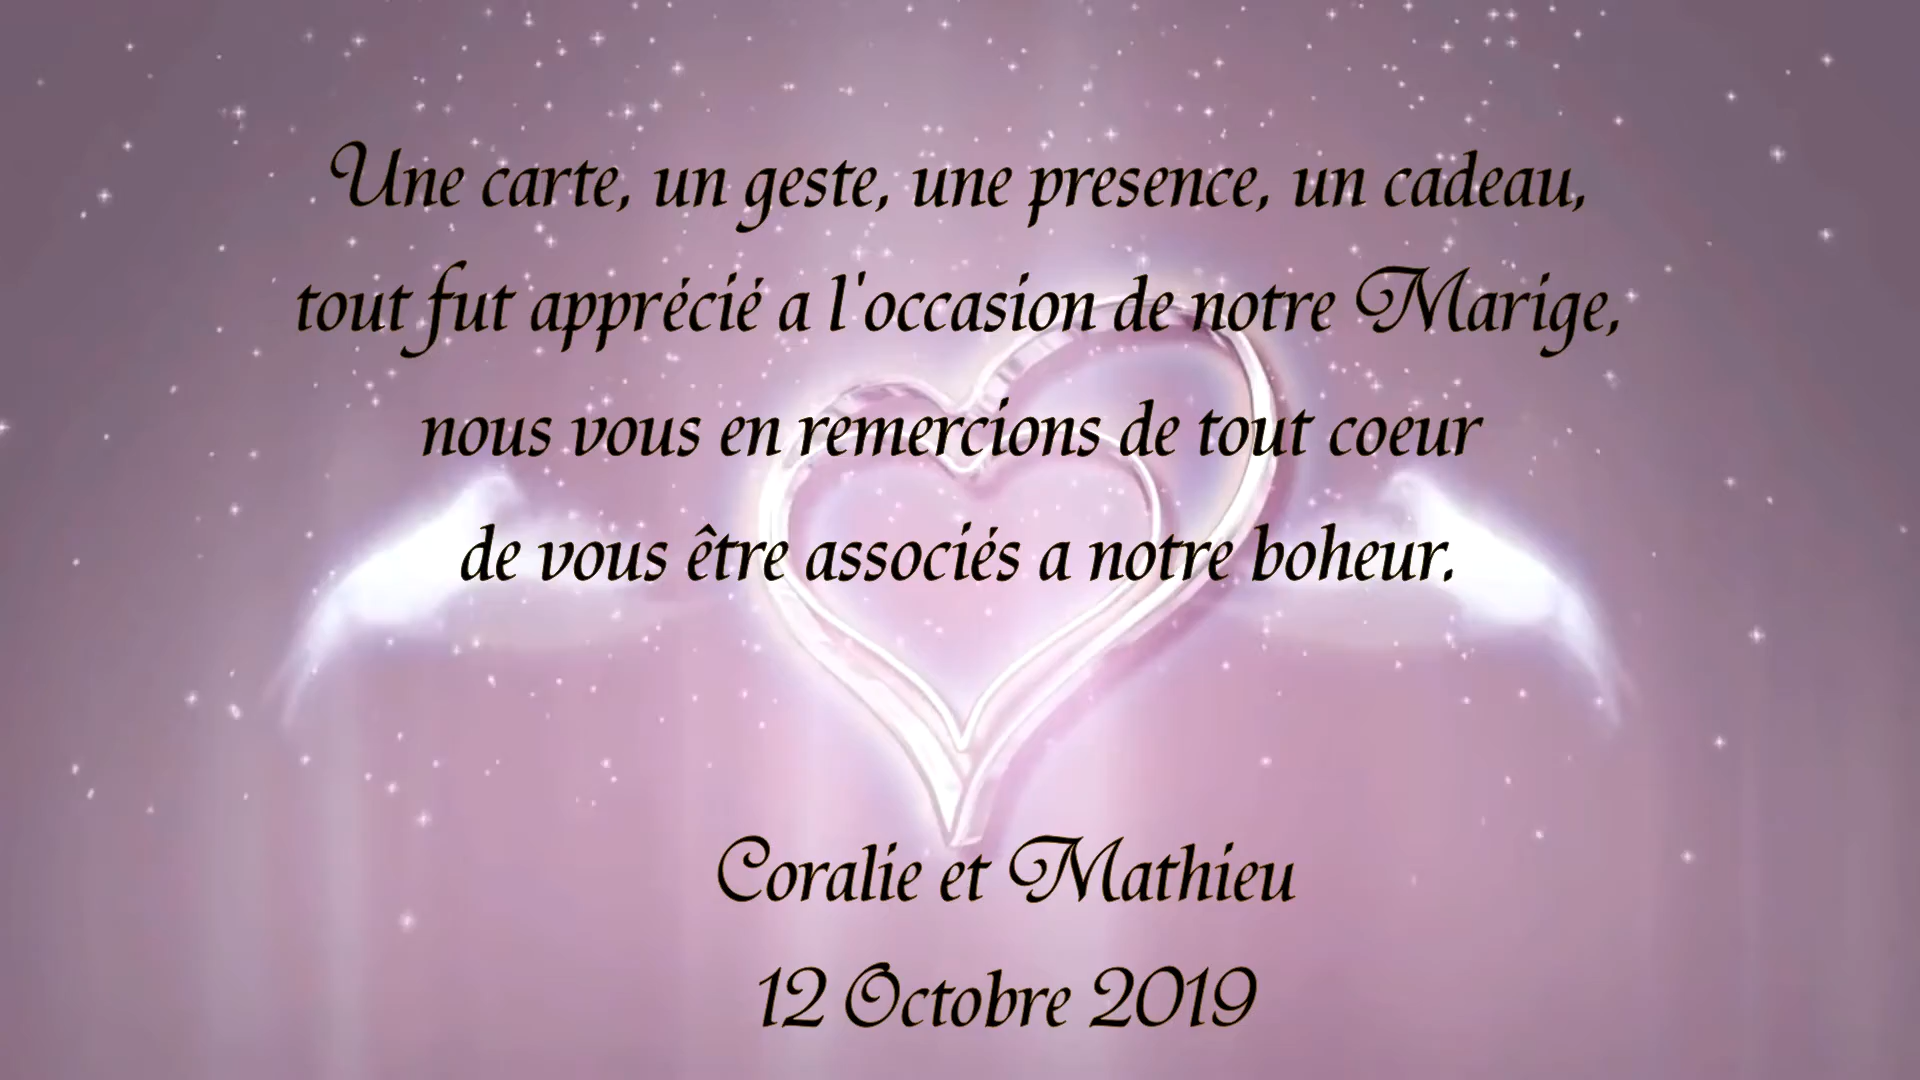 Une carte, un geste, une presence, un cadeau,
tout fut apprécié a l'occasion de notre Marige,
nous vous en remercions de tout coeur
de vous être associés a notre boheur.
Coralie et Mathieu
12 Octobre 2019